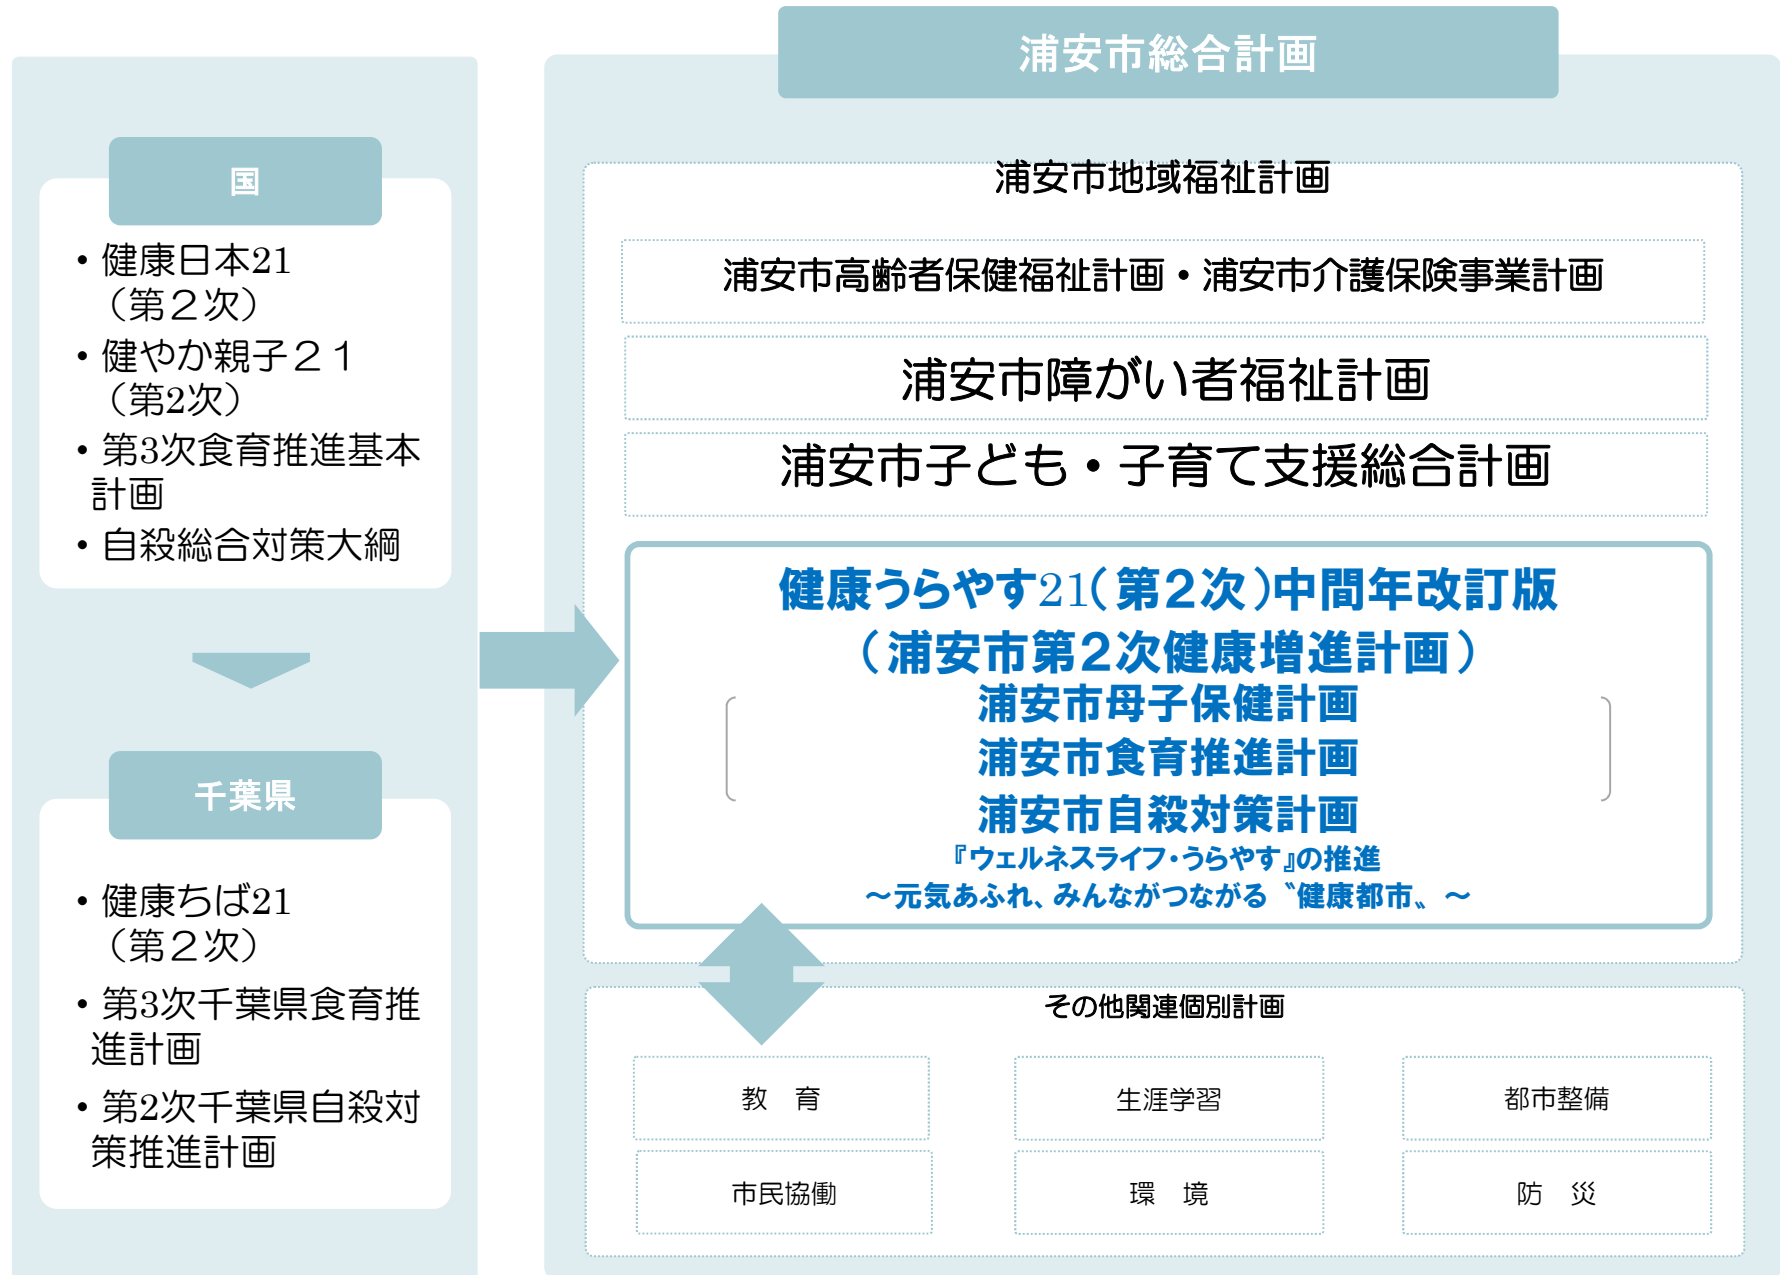 国
・健康日本21
（第２次）
・健やか親子２１
（第2次）
・第3次食育推進基本
計画
・自殺総合対策大綱
千葉県
・健康ちば21
（第２次）
・第3次千葉県食育推
進計画
・第2次千葉県自殺対
策推進計画
浦安市総合計画
浦安市地域福祉計画
浦安市高齢者保健福祉計画・浦安市介護保険事業計画
浦安市障がい者福祉計画
浦安市子ども・子育て支援総合計画
健康うらやす21（第２次）中間年改訂版
（浦安市第２次健康増進計画）
浦安市母子保健計画
浦安市食育推進計画
浦安市自殺対策計画
『ウェルネスライフ・うらやす』の推進
～元気あふれ、みんながつながる〝健康都市〟～
その他関連個別計画
教　育
生涯学習
都市整備
市民協働
環　境
防　災